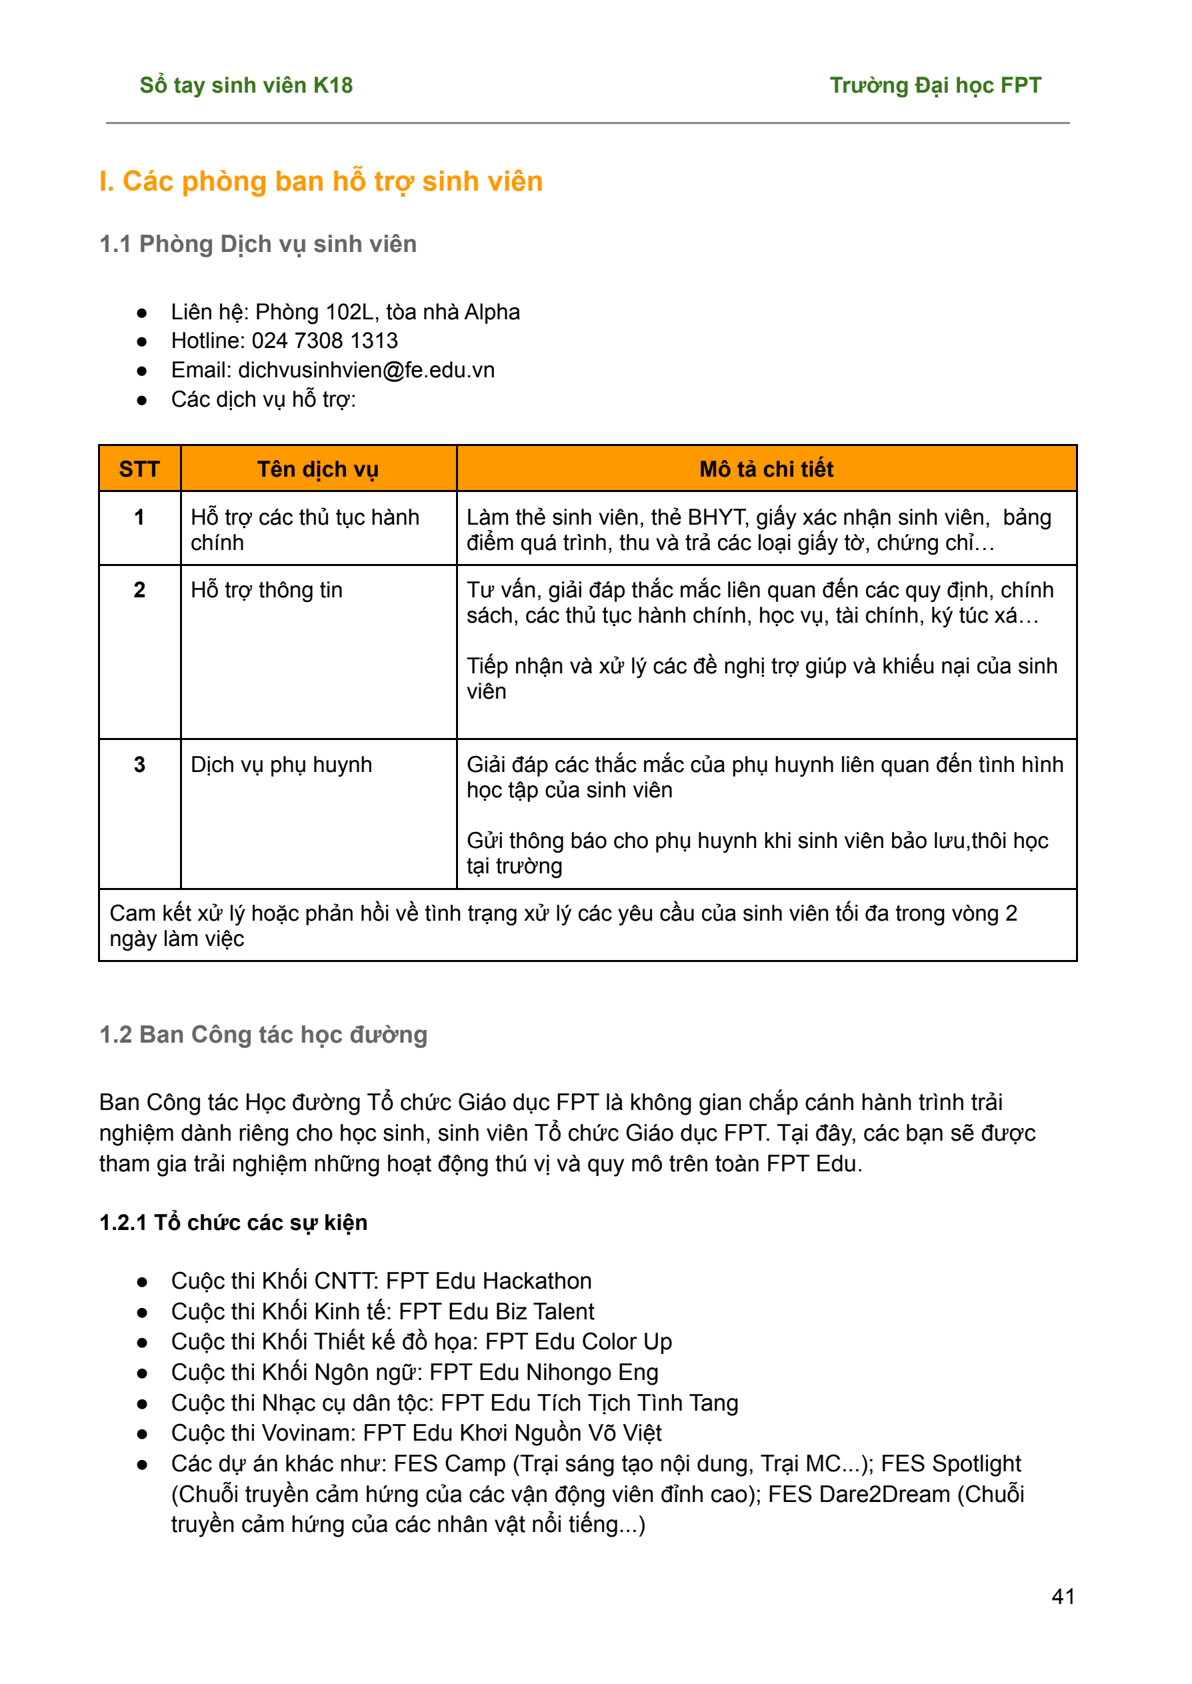 Sổ tay sinh viên K18 Trường Đại học FPT
I. Các phòng ban hỗ trợ sinh viên
1.1 Phòng Dịch vụ sinh viên
● Liên hệ: Phòng 102L, tòa nhà Alpha
● Hotline: 024 7308 1313
● Email: dichvusinhvien@fe.edu.vn
● Các dịch vụ hỗ trợ:
STT Tên dịch vụ Mô tả chi tiết
1 Hỗ trợ các thủ tục hành Làm thẻ sinh viên, thẻ BHYT, giấy xác nhận sinh viên, bảng
chính điểm quá trình, thu và trả các loại giấy tờ, chứng chỉ…
2 Hỗ trợ thông tin Tư vấn, giải đáp thắc mắc liên quan đến các quy định, chính
sách, các thủ tục hành chính, học vụ, tài chính, ký túc xá…
Tiếp nhận và xử lý các đề nghị trợ giúp và khiếu nại của sinh
viên
3 Dịch vụ phụ huynh Giải đáp các thắc mắc của phụ huynh liên quan đến tình hình
học tập của sinh viên
Gửi thông báo cho phụ huynh khi sinh viên bảo lưu,thôi học
tại trường
Cam kết xử lý hoặc phản hồi về tình trạng xử lý các yêu cầu của sinh viên tối đa trong vòng 2
ngày làm việc
1.2 Ban Công tác học đường
Ban Công tác Học đường Tổ chức Giáo dục FPT là không gian chắp cánh hành trình trải
nghiệm dành riêng cho học sinh, sinh viên Tổ chức Giáo dục FPT. Tại đây, các bạn sẽ được
tham gia trải nghiệm những hoạt động thú vị và quy mô trên toàn FPT Edu.
1.2.1 Tổ chức các sự kiện
● Cuộc thi Khối CNTT: FPT Edu Hackathon
● Cuộc thi Khối Kinh tế: FPT Edu Biz Talent
● Cuộc thi Khối Thiết kế đồ họa: FPT Edu Color Up
● Cuộc thi Khối Ngôn ngữ: FPT Edu Nihongo Eng
● Cuộc thi Nhạc cụ dân tộc: FPT Edu Tích Tịch Tình Tang
● Cuộc thi Vovinam: FPT Edu Khơi Nguồn Võ Việt
● Các dự án khác như: FES Camp (Trại sáng tạo nội dung, Trại MC...); FES Spotlight
(Chuỗi truyền cảm hứng của các vận động viên đỉnh cao); FES Dare2Dream (Chuỗi
truyền cảm hứng của các nhân vật nổi tiếng...)
41